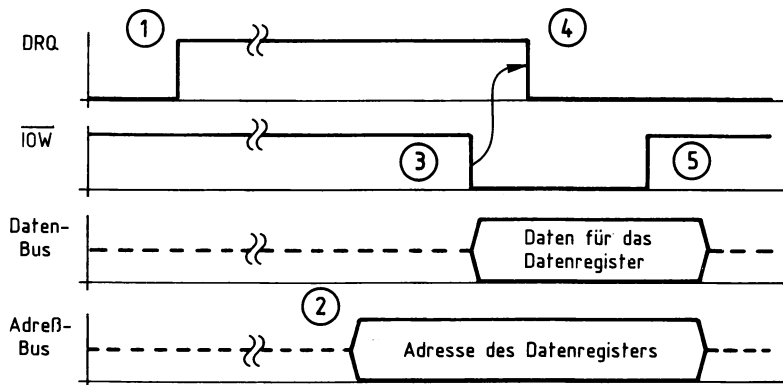 DRQ
1
4
IOW
3
5
Daten-
Bus
Daten für das
Datenregister
2
Adreß-
Bus
Adresse des Datenregisters